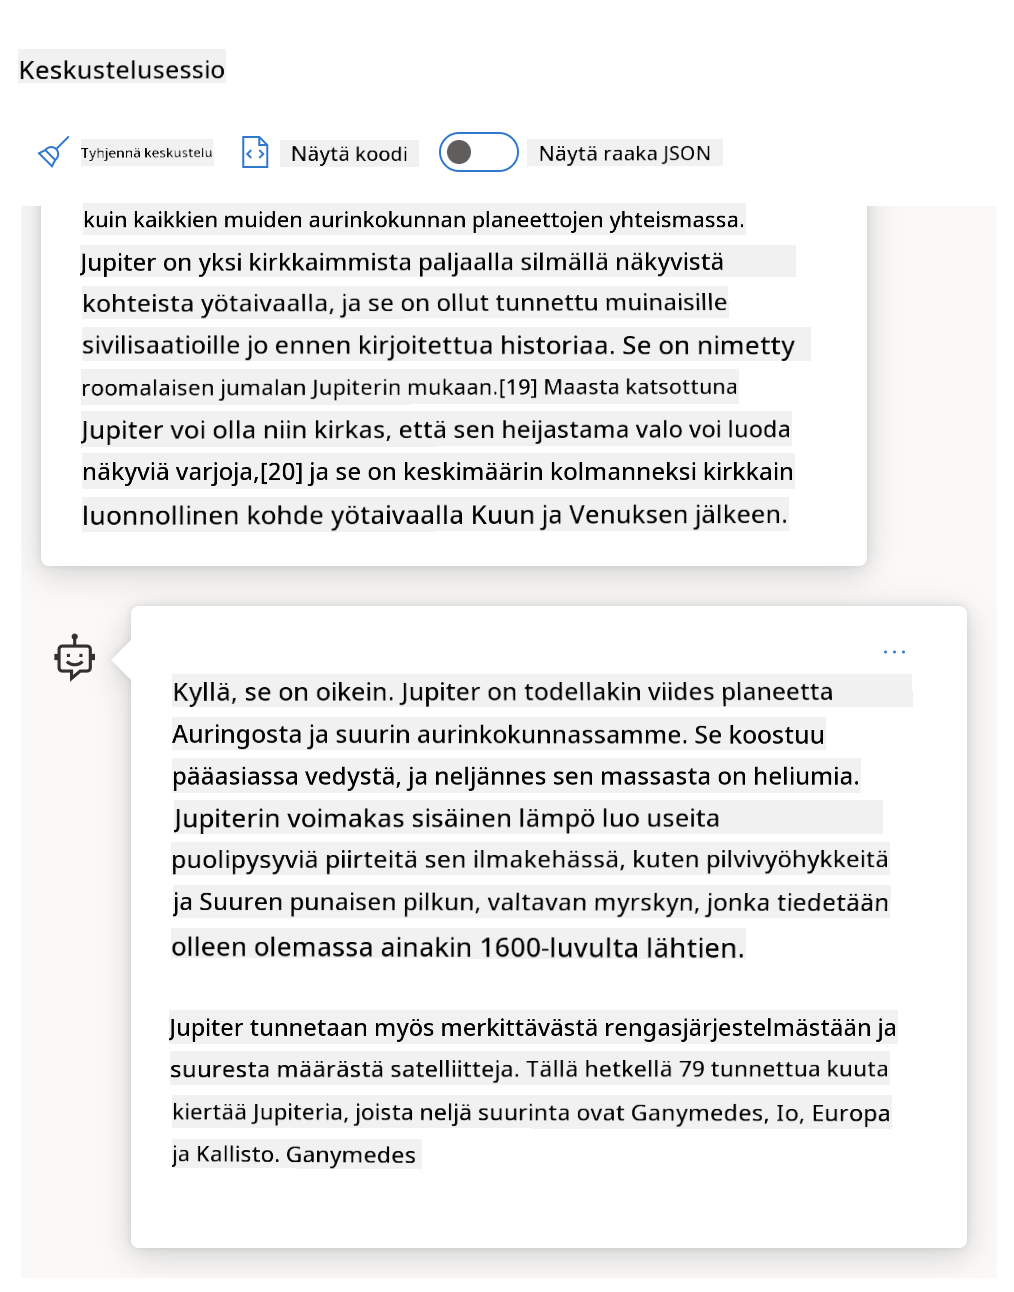 Keskustelusessio
Tyhjennä keskustelu
Näytä koodi
Näytä raaka JSON
kuin kaikkien muiden aurinkokunnan planeettojen yhteismassa.
Jupiter on yksi kirkkaimmista paljaalla silmällä näkyvistä
kohteista yötaivaalla, ja se on ollut tunnettu muinaisille
sivilisaatioille jo ennen kirjoitettua historiaa. Se on nimetty
roomalaisen jumalan Jupiterin mukaan.[19] Maasta katsottuna
Jupiter voi olla niin kirkas, että sen heijastama valo voi luoda
näkyviä varjoja,[20] ja se on keskimäärin kolmanneksi kirkkain
luonnollinen kohde yötaivaalla Kuun ja Venuksen jälkeen.
Kyllä, se on oikein. Jupiter on todellakin viides planeetta
Auringosta ja suurin aurinkokunnassamme. Se koostuu
pääasiassa vedystä, ja neljännes sen massasta on heliumia.
Jupiterin voimakas sisäinen lämpö luo useita
puolipysyviä piirteitä sen ilmakehässä, kuten pilvivyöhykkeitä
ja Suuren punaisen pilkun, valtavan myrskyn, jonka tiedetään
olleen olemassa ainakin 1600-luvulta lähtien.
Jupiter tunnetaan myös merkittävästä rengasjärjestelmästään ja
suuresta määrästä satelliitteja. Tällä hetkellä 79 tunnettua kuuta
kiertää Jupiteria, joista neljä suurinta ovat Ganymedes, Io, Europa
ja Kallisto. Ganymedes